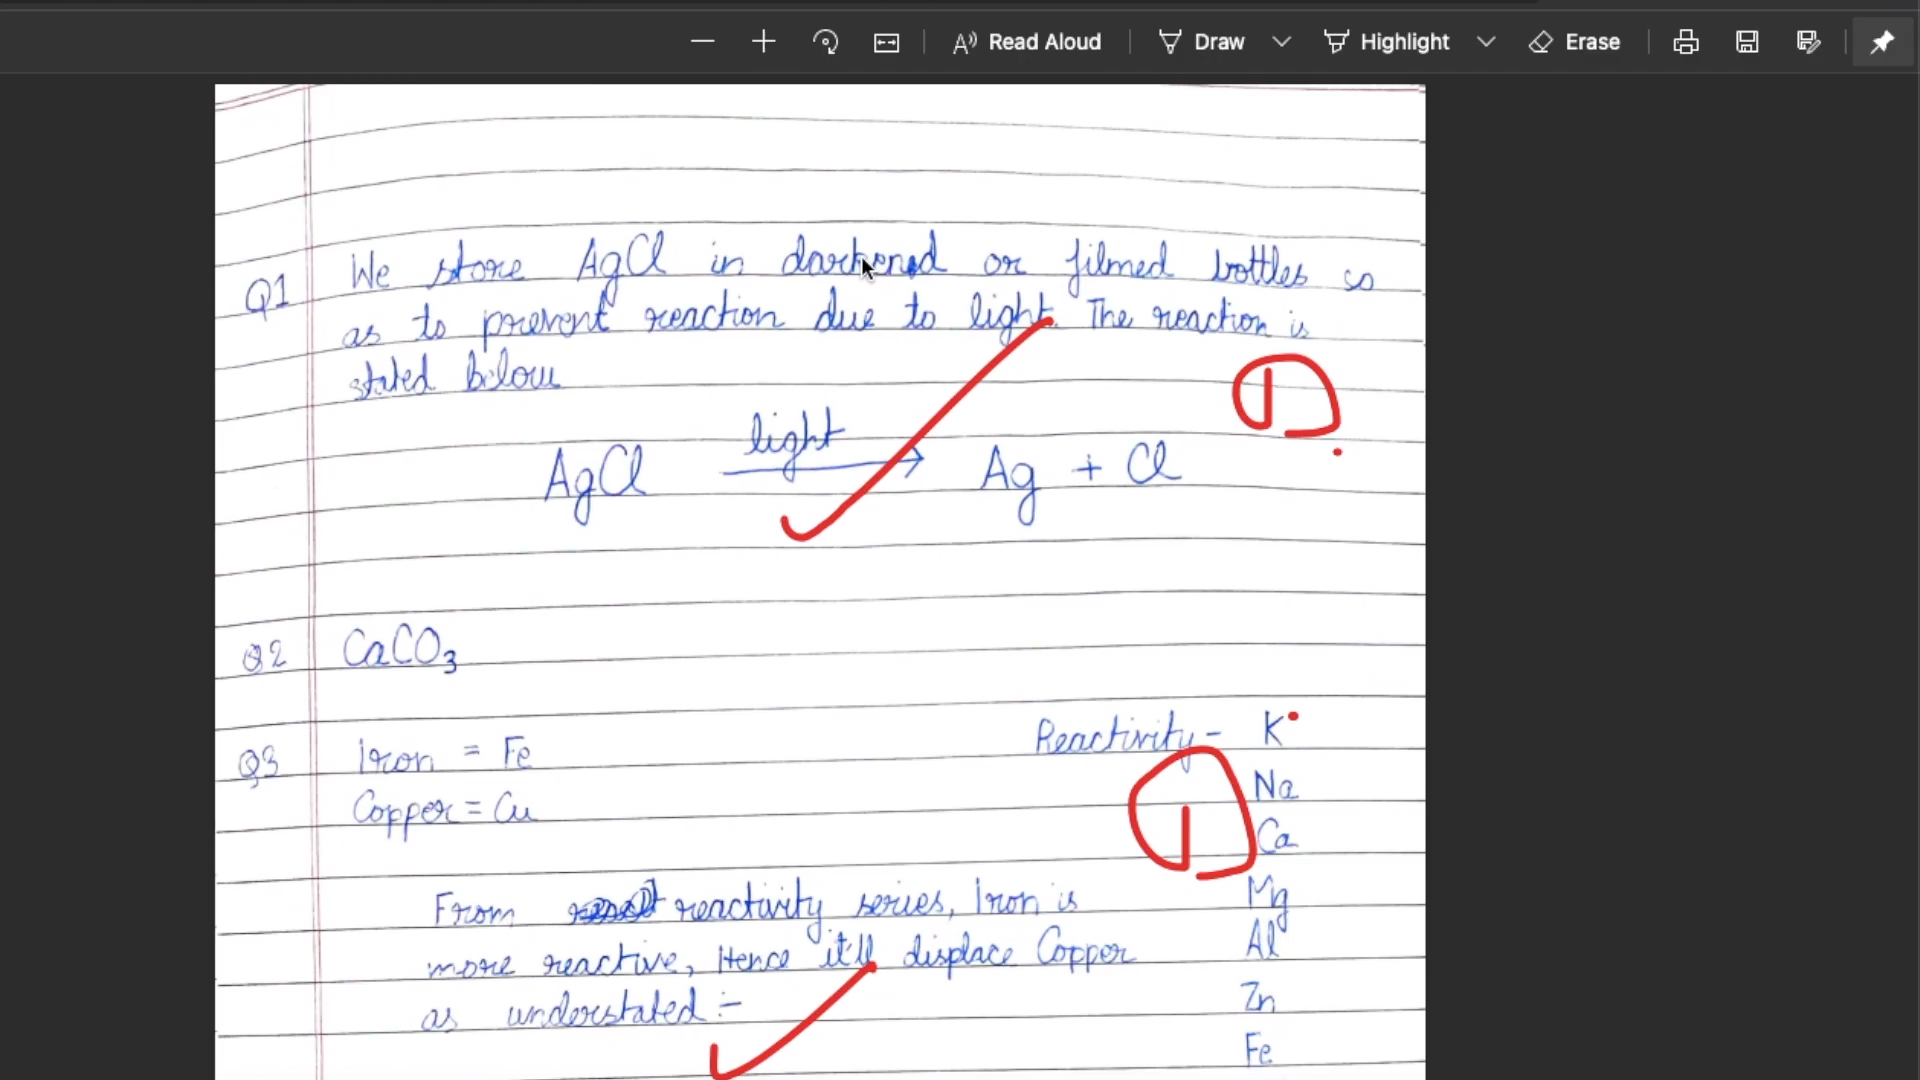 Read Aloud Draw Highlight Erase
Q1 We store AgCl in darkened or filmed bottles so
as to prevent reaction due to light. The reaction is
stated below
light
AgCl → Ag + Cl
1
Q2 CaCO3
Q3 Iron = Fe
Copper = Cu
Reactivity - K
Na
Ca
Mg
Al
Zn
Fe
1
From reactivity series, Iron is
more reactive, Hence it'll displace Copper
as understated :-